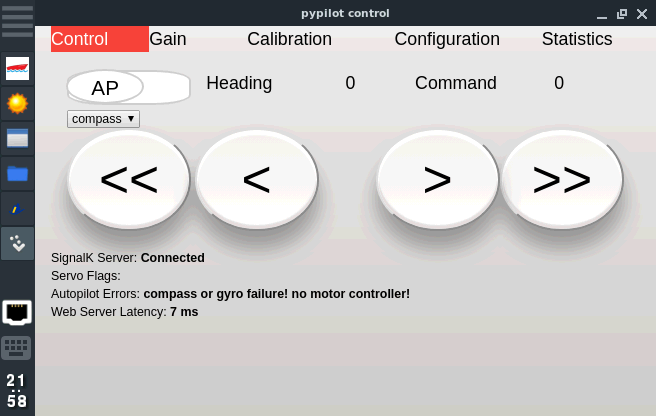 pypilot control
Control Gain Calibration Configuration Statistics
AP Heading 0 Command 0
compass ▼
<< < > >>
SignalK Server: Connected
Servo Flags:
Autopilot Errors: compass or gyro failure! no motor controller!
Web Server Latency: 7 ms
21
58